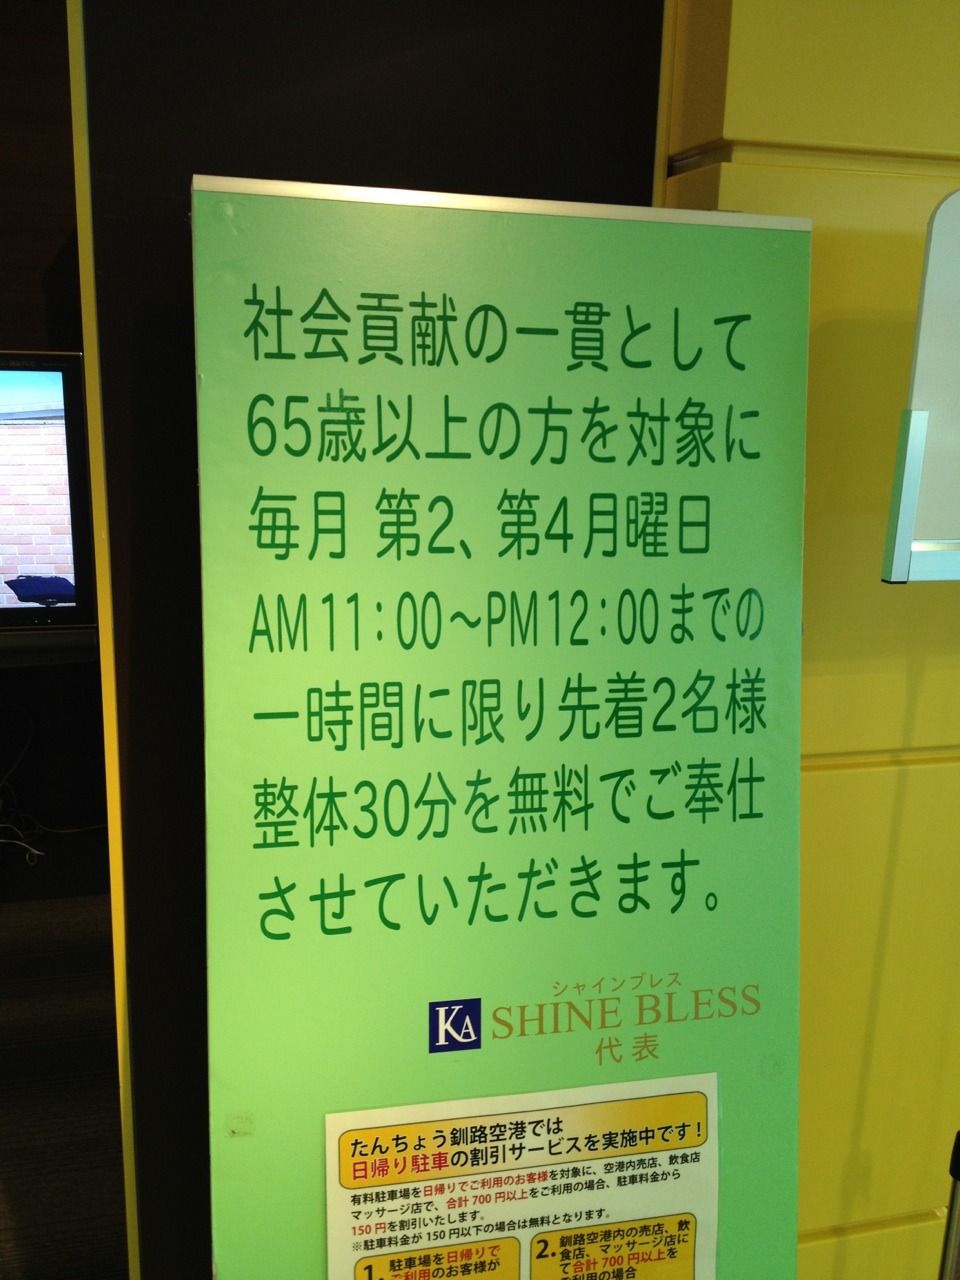 社会貢献の一貫として
65歳以上の方を対象に
毎月 第2、第4月曜日
AM11:00～PM12:00までの
一時間に限り先着2名様
整体30分を無料でご奉仕
させていただきます。
シャインブレス
KA SHINE BLESS
代表
たんちょう釧路空港では
日帰り駐車の割引サービスを実施中です!
有料駐車場を日帰りでご利用のお客様を対象に、空港内売店、飲食店
マッサージ店で、合計700円以上をご利用の場合、駐車料金から
150円を割引いたします。
※駐車料金が150円以下の場合は無料となります。
1. 駐車場を日帰りで
ご利用のお客様が
2. 釧路空港内の売店、飲
食店、マッサージ店に
て合計700円以上を
ご利用の場合